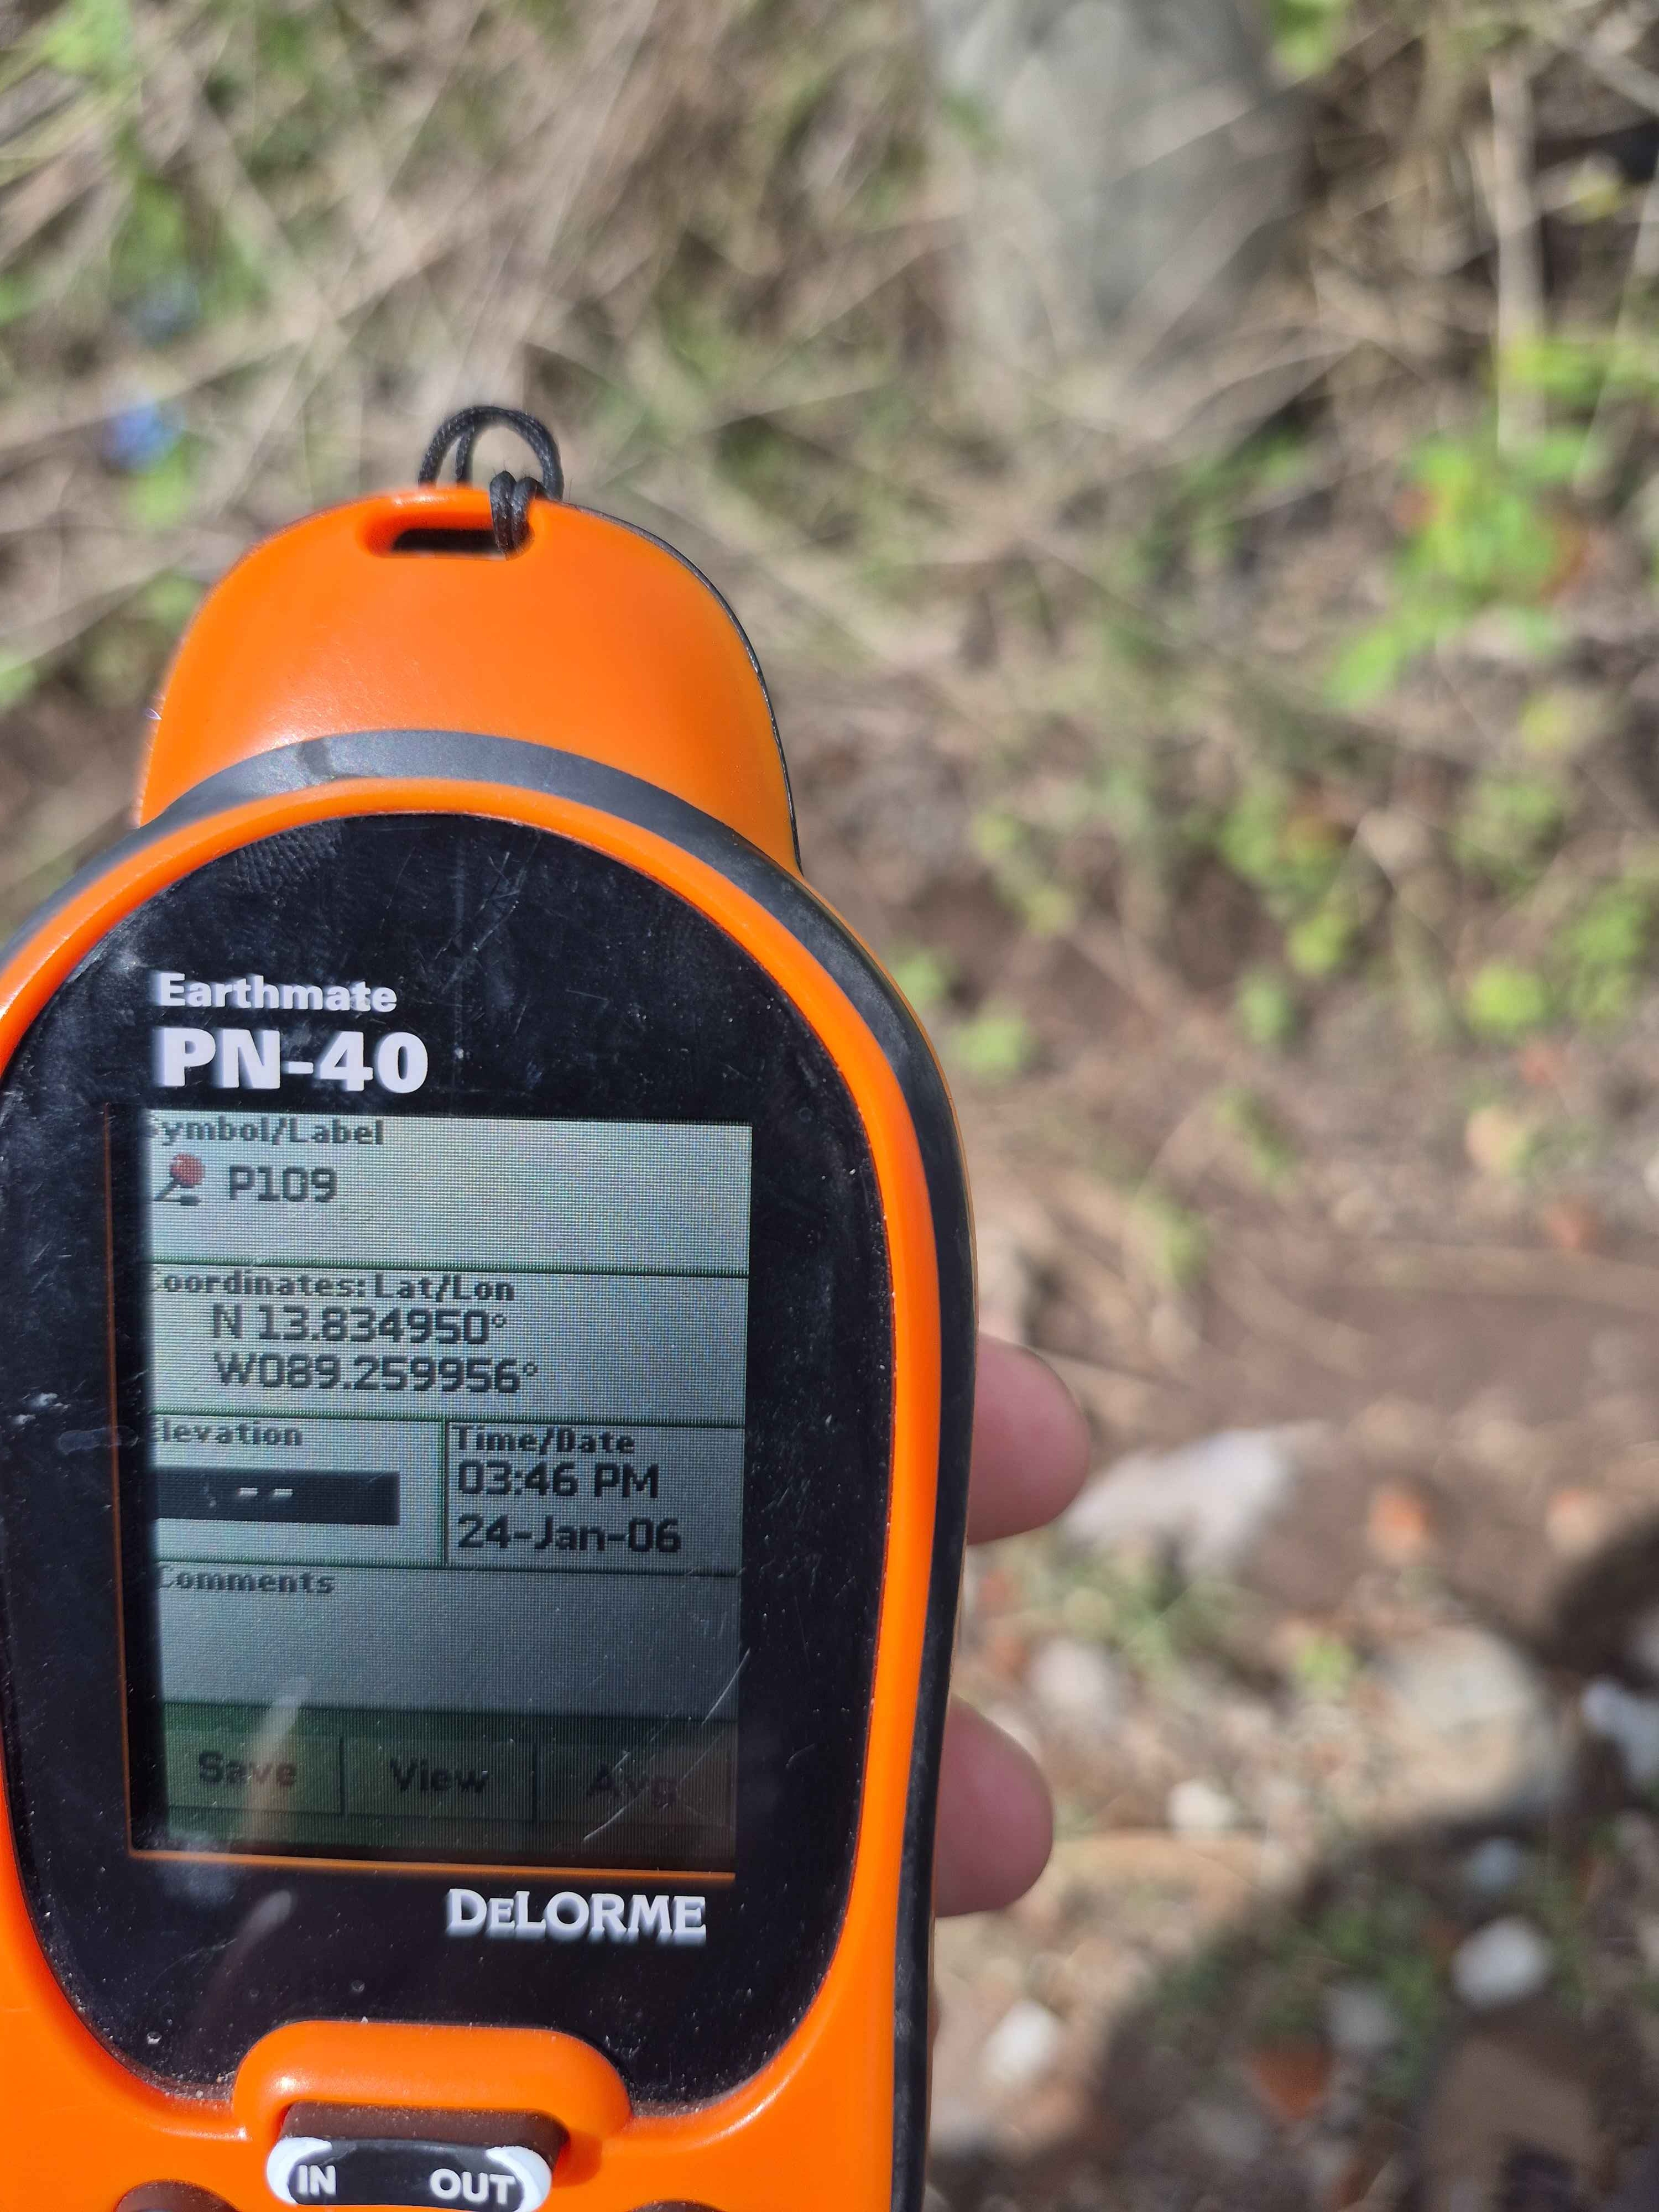 Earthmate
PN-40
Symbol/Label
P109
Coordinates: Lat/Lon
N 13.834950°
W089.259956°
Elevation
--
Time/Date
03:46 PM
24-Jan-06
Comments
Save View Avg
DELORME
IN OUT